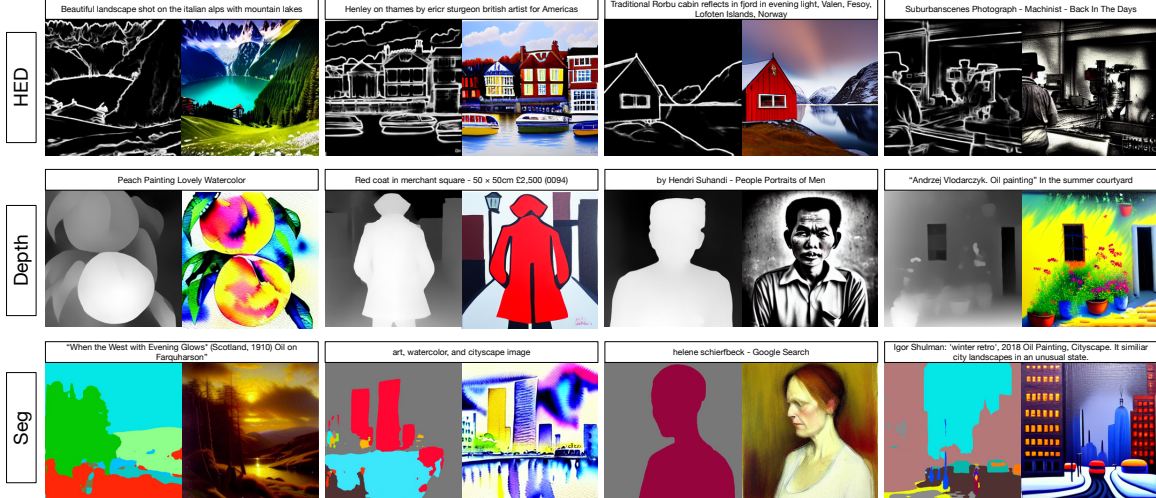 HED
Beautiful landscape shot on the italian alps with mountain lakes
Henley on thames by ericr sturgeon british artist for Americas
Traditional Rorbu cabin reflects in fjord in evening light, Valen, Fesoy,
Lofoten Islands, Norway
Suburbanscenes Photograph - Machinist - Back In The Days
Depth
Peach Painting Lovely Watercolor
Red coat in merchant square - 50 × 50cm £2,500 (0094)
by Hendri Suhandi - People Portraits of Men
“Andrzej Vlodarczyk. Oil painting” In the summer courtyard
Seg
"When the West with Evening Glows" (Scotland, 1910) Oil on
Farquharson"
art, watercolor, and cityscape image
helene schierfbeck - Google Search
Igor Shulman: 'winter retro', 2018 Oil Painting, Cityscape. It similiar
city landscapes in an unusual state.